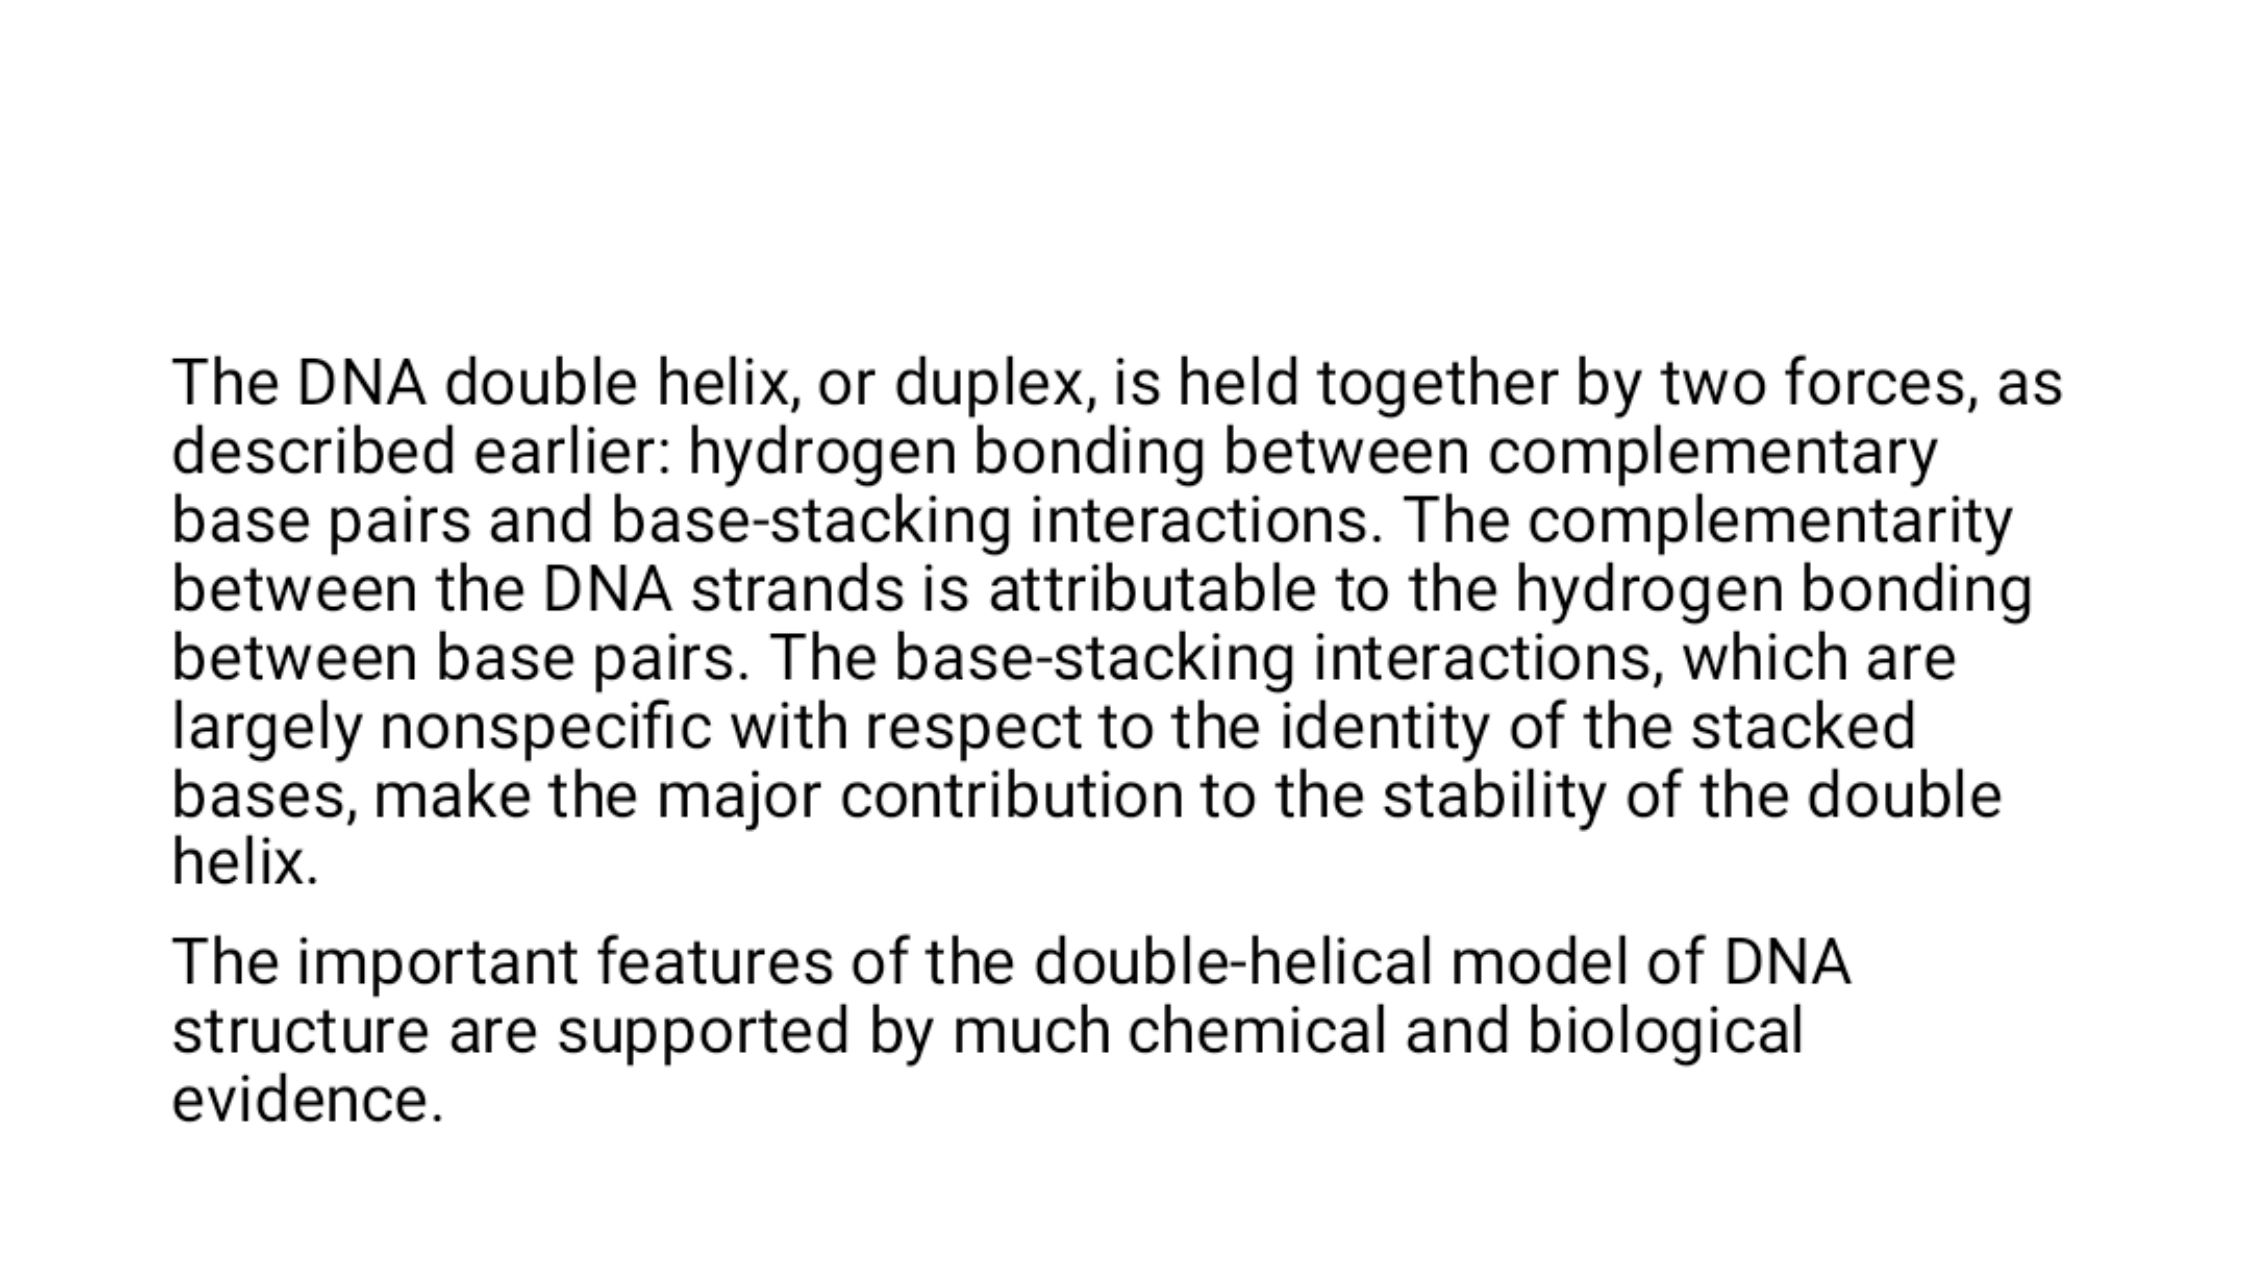 The DNA double helix, or duplex, is held together by two forces, as
described earlier: hydrogen bonding between complementary
base pairs and base-stacking interactions. The complementarity
between the DNA strands is attributable to the hydrogen bonding
between base pairs. The base-stacking interactions, which are
largely nonspecific with respect to the identity of the stacked
bases, make the major contribution to the stability of the double
helix.
The important features of the double-helical model of DNA
structure are supported by much chemical and biological
evidence.